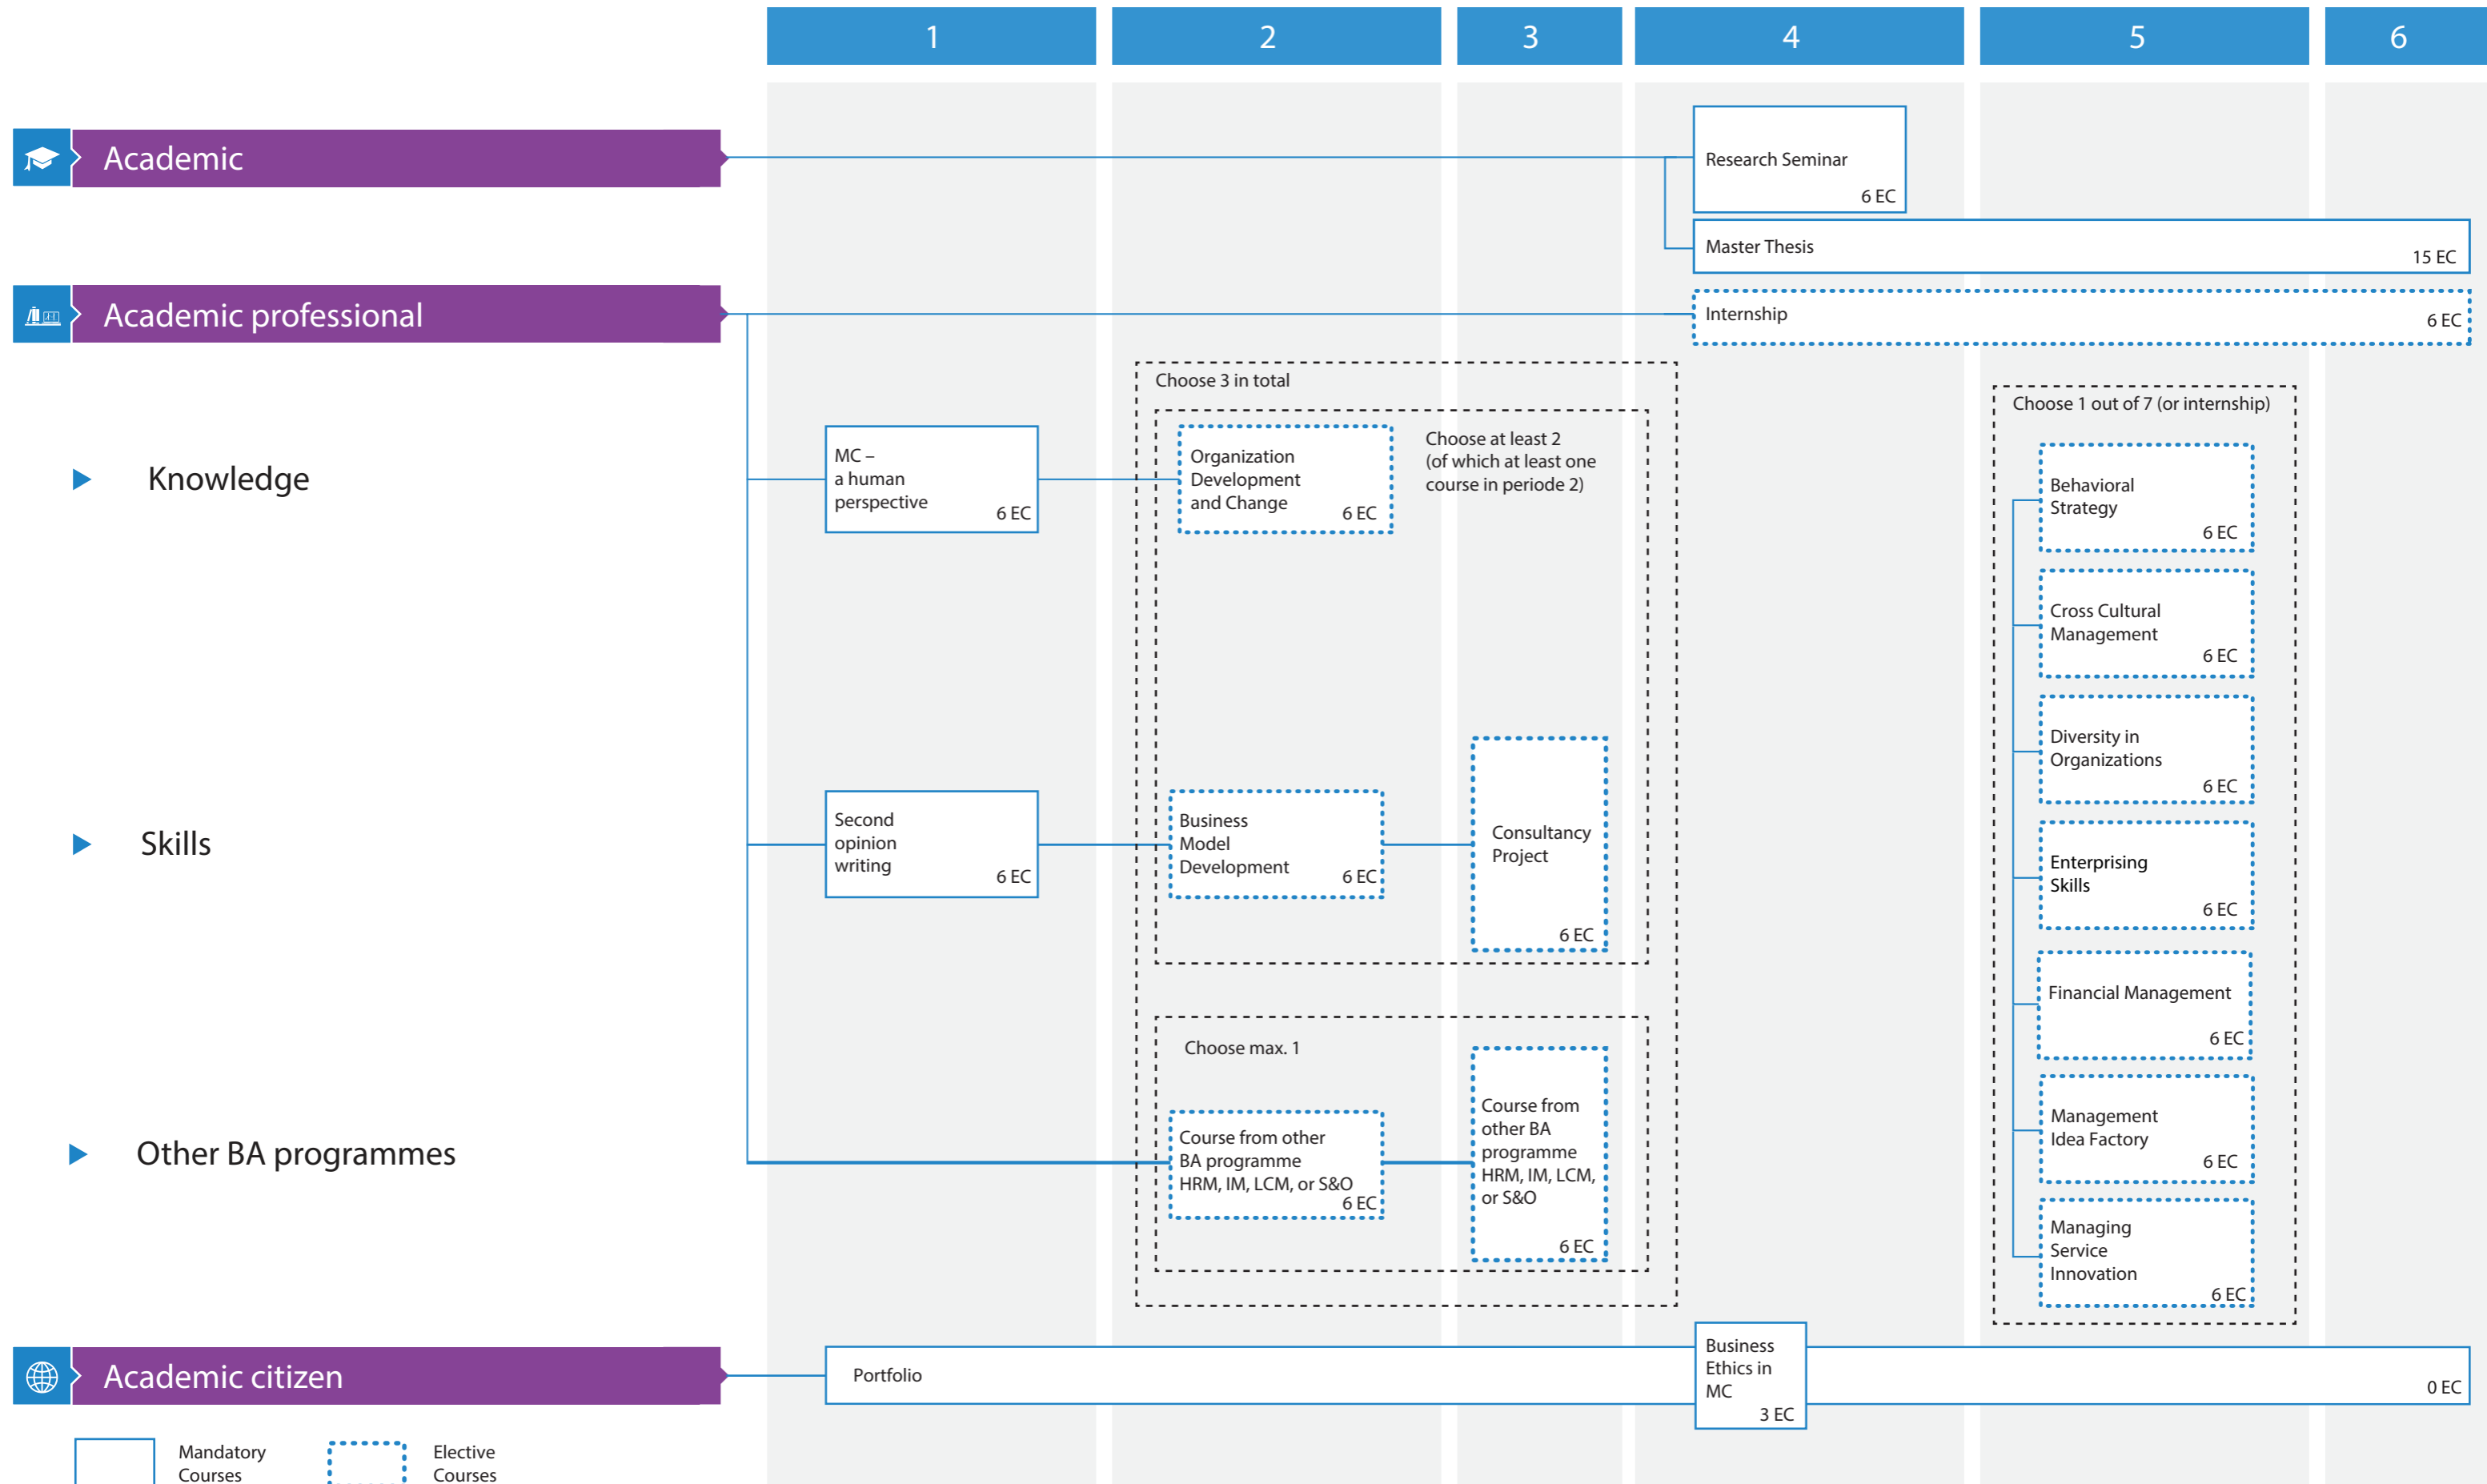 1 2 3 4 5 6
Academic
Research Seminar
6 EC
Master Thesis
15 EC
Academic professional
Internship
6 EC
Choose 3 in total
Choose 1 out of 7 (or internship)
Knowledge
MC –
a human
perspective
6 EC
Organization
Development
and Change
6 EC
Choose at least 2
(of which at least one
course in periode 2)
Behavioral
Strategy
6 EC
Cross Cultural
Management
6 EC
Diversity in
Organizations
6 EC
Skills
Second
opinion
writing
6 EC
Business
Model
Development
6 EC
Consultancy
Project
6 EC
Enterprising
Skills
6 EC
Financial Management
6 EC
Choose max. 1
Other BA programmes
Course from other
BA programme
HRM, IM, LCM, or S&O
6 EC
Course from
other BA
programme
HRM, IM, LCM,
or S&O
6 EC
Management
Idea Factory
6 EC
Managing
Service
Innovation
6 EC
Academic citizen
Portfolio
Business
Ethics in
MC
3 EC
0 EC
Mandatory
Courses
Elective
Courses